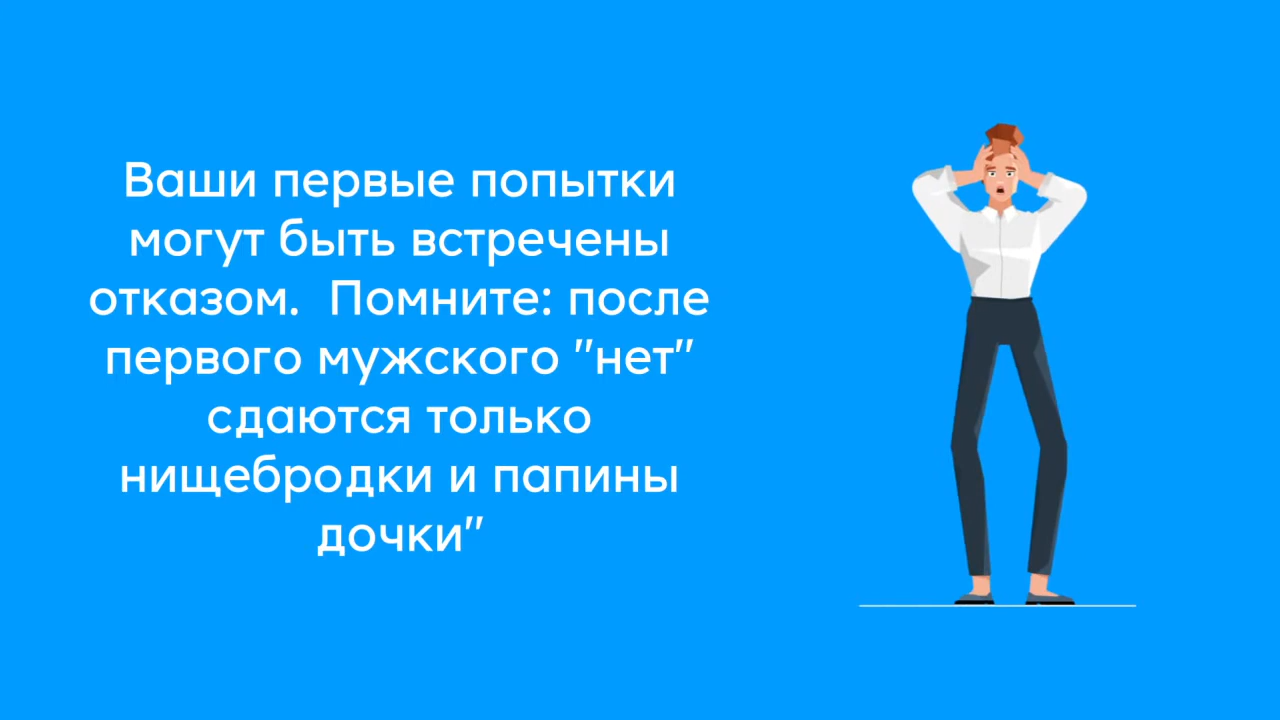 Ваши первые попытки
могут быть встречены
отказом.  Помните: после
первого мужского "нет"
сдаются только
нищебродки и папины
дочки"